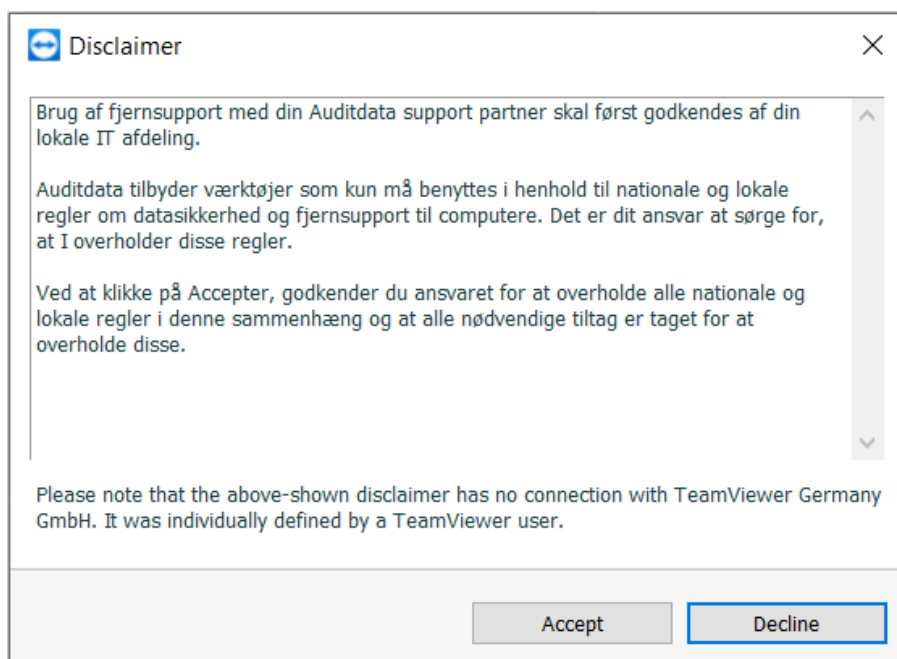 Disclaimer
Brug af fjernsupport med din Auditdata support partner skal først godkendes af din
lokale IT afdeling.
Auditdata tilbyder værktøjer som kun må benyttes i henhold til nationale og lokale
regler om datasikkerhed og fjernsupport til computere. Det er dit ansvar at sørge for,
at I overholder disse regler.
Ved at klikke på Accepter, godkender du ansvaret for at overholde alle nationale og
lokale regler i denne sammenhæng og at alle nødvendige tiltag er taget for at
overholde disse.
Please note that the above-shown disclaimer has no connection with TeamViewer Germany
GmbH. It was individually defined by a TeamViewer user.
Accept
Decline